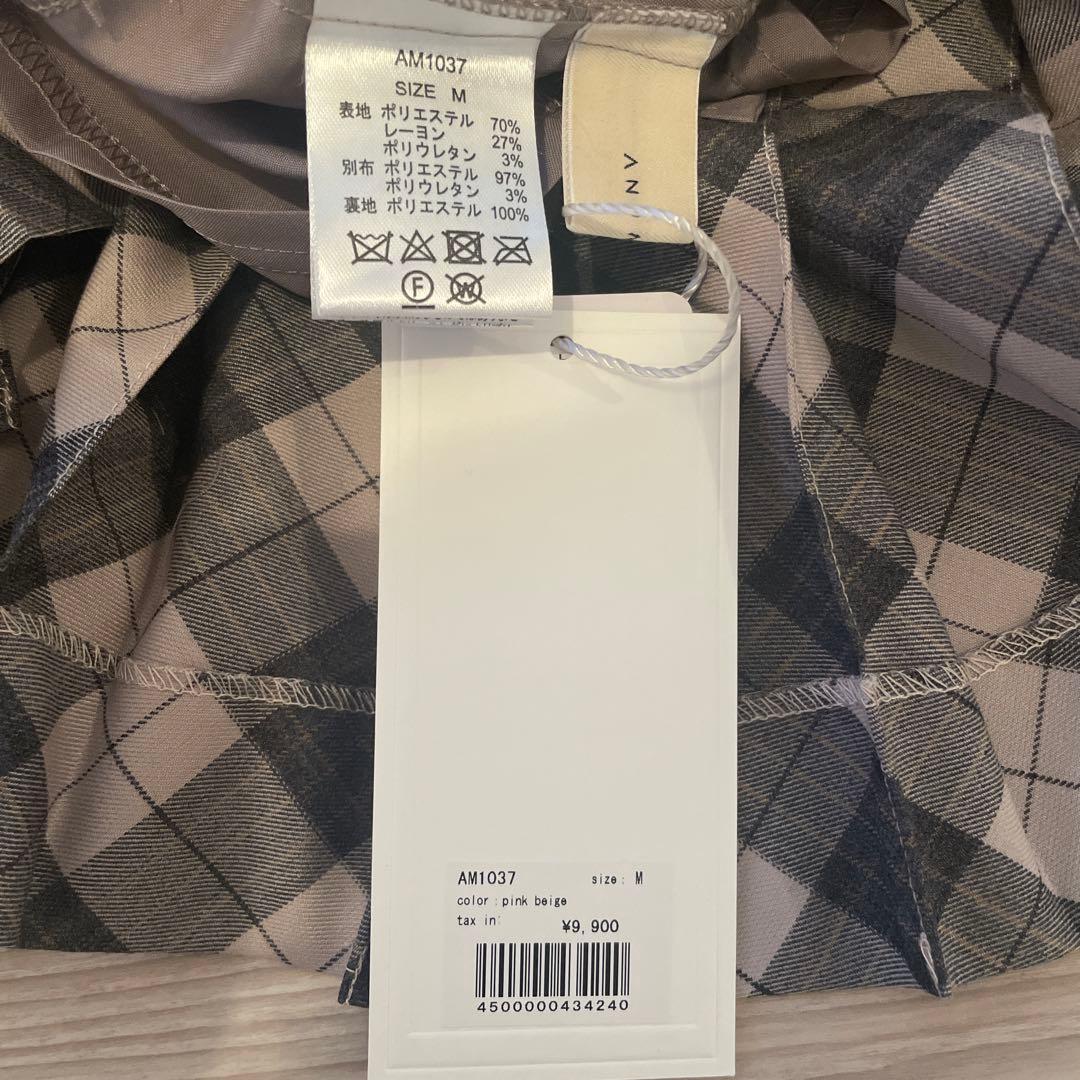 AM1037
SIZE M
表地 ポリエステル 70%
レーヨン 27%
ポリウレタン 3%
別布 ポリエステル 97%
ポリウレタン 3%
裏地 ポリエステル 100%
F
W
AM1037 size: M
color:pink beige
tax in:
¥9,900
4500000434240